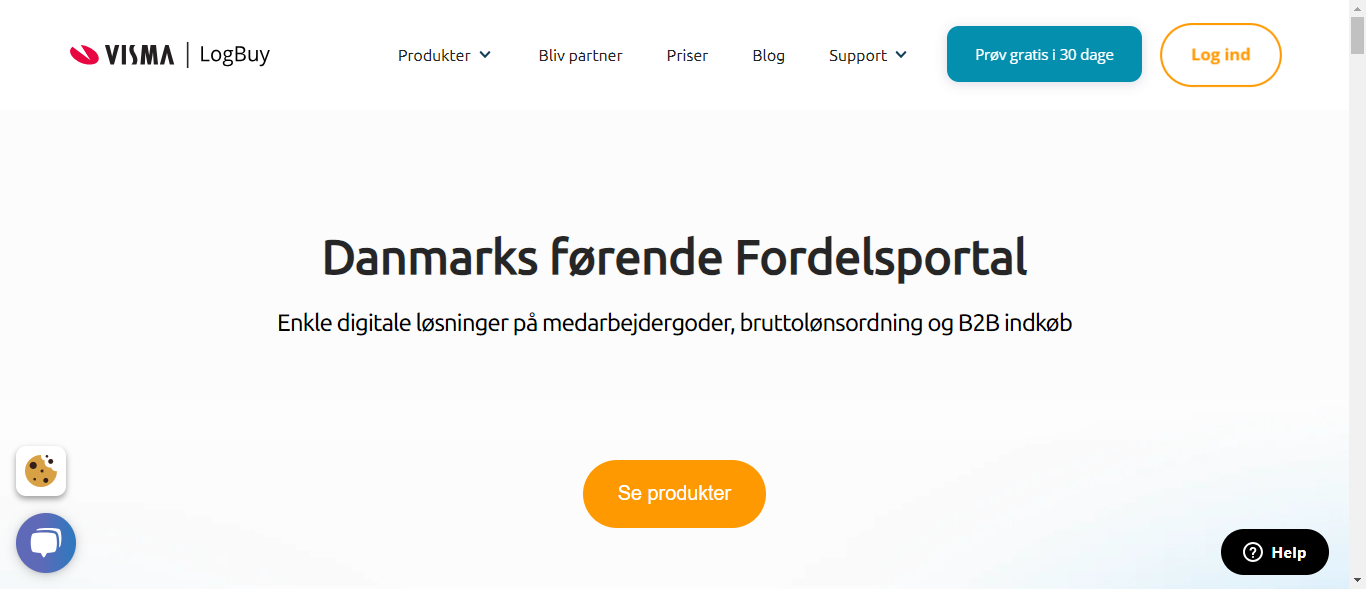 VISMA | LogBuy
Produkter
Bliv partner
Priser
Blog
Support
Prøv gratis i 30 dage
Log ind
Danmarks førende Fordelsportal
Enkle digitale løsninger på medarbejdergoder, bruttolønsordning og B2B indkøb
Se produkter
Help